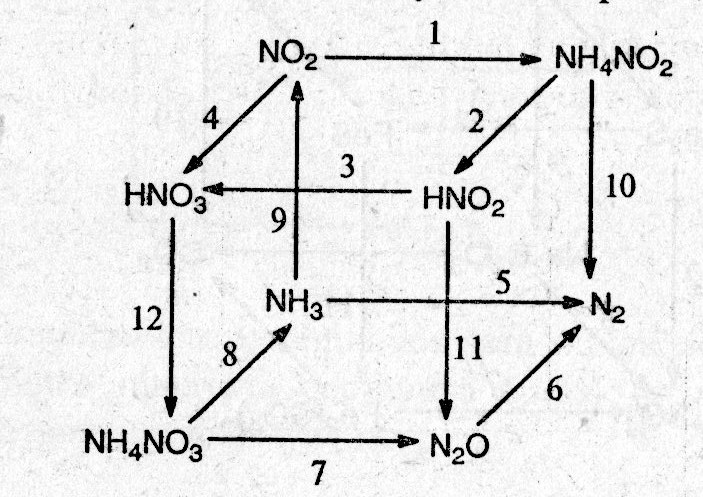 1
NO₂ NH₄NO₂
4 2
3
HNO₃ HNO₂ 10
9
5
NH₃ N₂
12 8 11 6
NH₄NO₃ N₂O
7